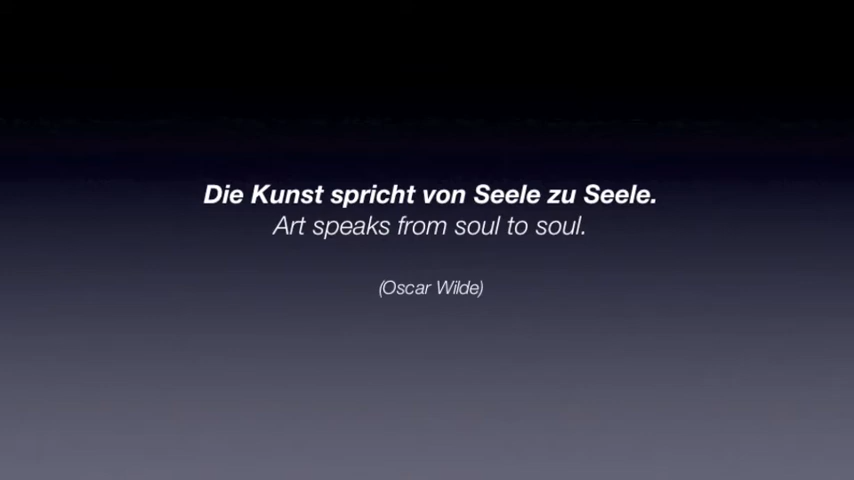 Die Kunst spricht von Seele zu Seele.
Art speaks from soul to soul.
(Oscar Wilde)